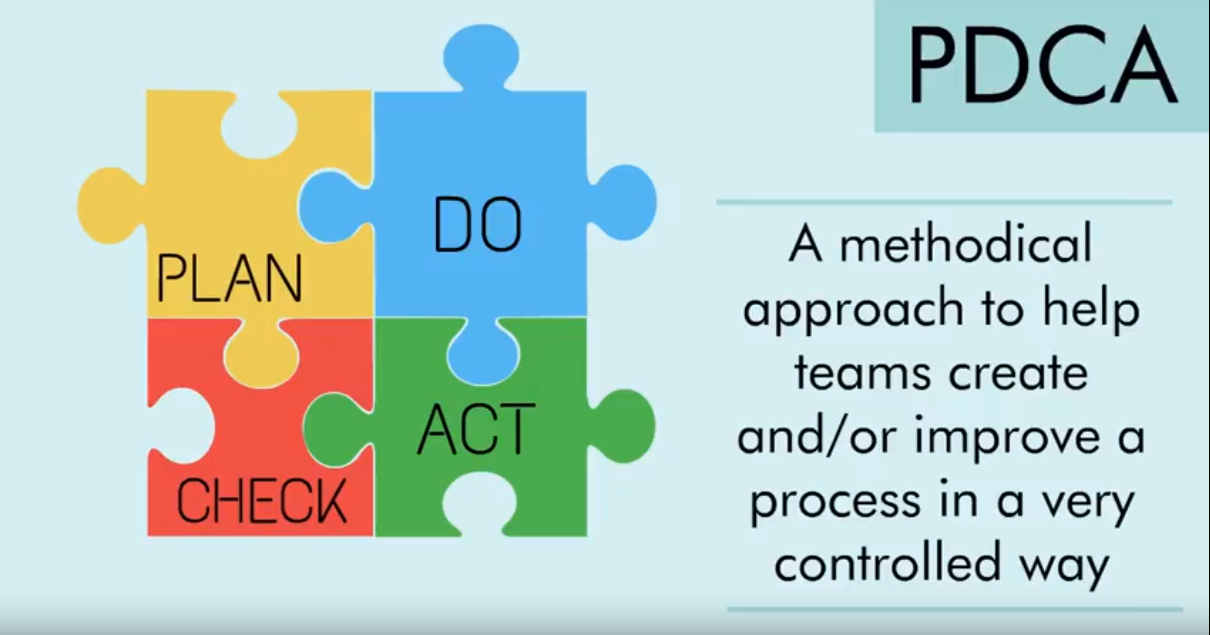 PDCA
PLAN
DO
CHECK
ACT
A methodical
approach to help
teams create
and/or improve a
process in a very
controlled way